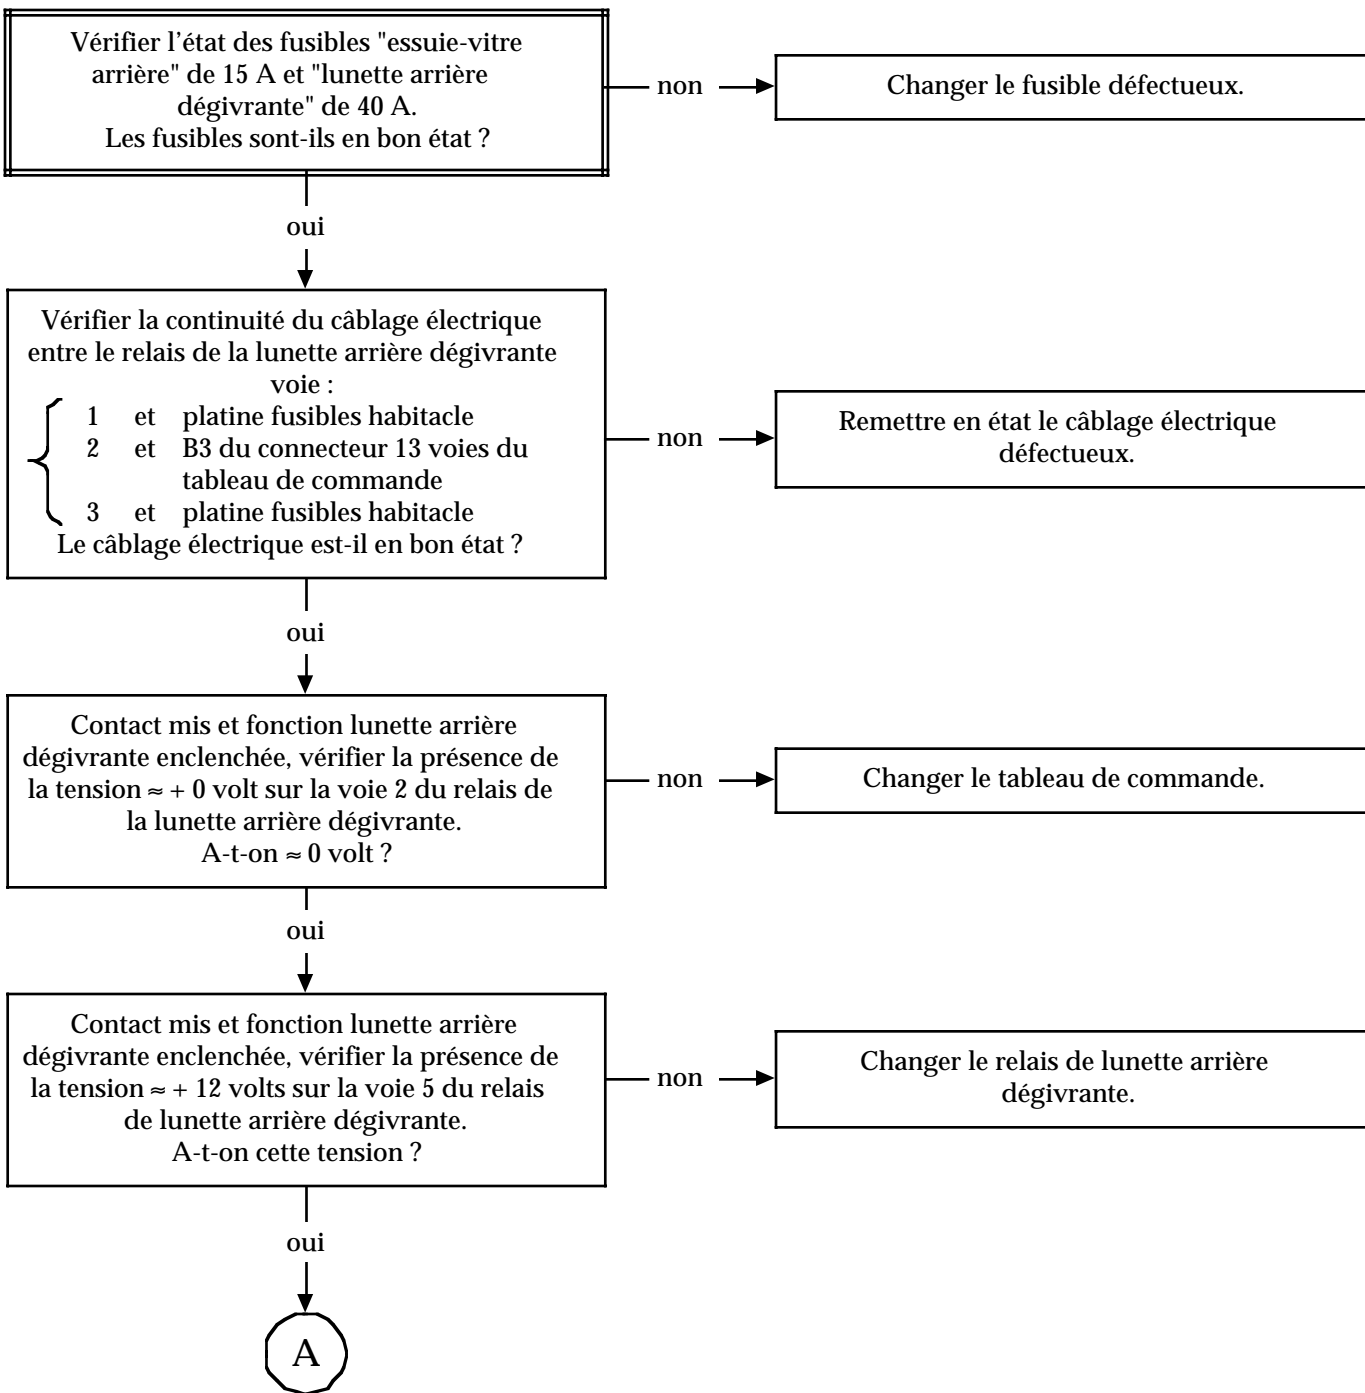 Vérifier l'état des fusibles "essuie-vitre
arrière" de 15 A et "lunette arrière
dégivrante" de 40 A.
Les fusibles sont-ils en bon état ?
non
Changer le fusible défectueux.
oui
Vérifier la continuité du câblage électrique
entre le relais de la lunette arrière dégivrante
voie :
1 et platine fusibles habitacle
2 et B3 du connecteur 13 voies du
tableau de commande
3 et platine fusibles habitacle
Le câblage électrique est-il en bon état ?
non
Remettre en état le câblage électrique
défectueux.
oui
Contact mis et fonction lunette arrière
dégivrante enclenchée, vérifier la présence de
la tension ≈ + 0 volt sur la voie 2 du relais de
la lunette arrière dégivrante.
A-t-on ≈ 0 volt ?
non
Changer le tableau de commande.
oui
Contact mis et fonction lunette arrière
dégivrante enclenchée, vérifier la présence de
la tension ≈ + 12 volts sur la voie 5 du relais
de lunette arrière dégivrante.
A-t-on cette tension ?
non
Changer le relais de lunette arrière
dégivrante.
oui
A